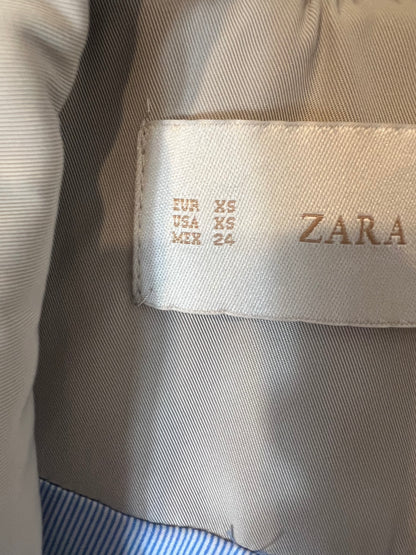 EUR XS
USA XS
MEX 24
ZARA